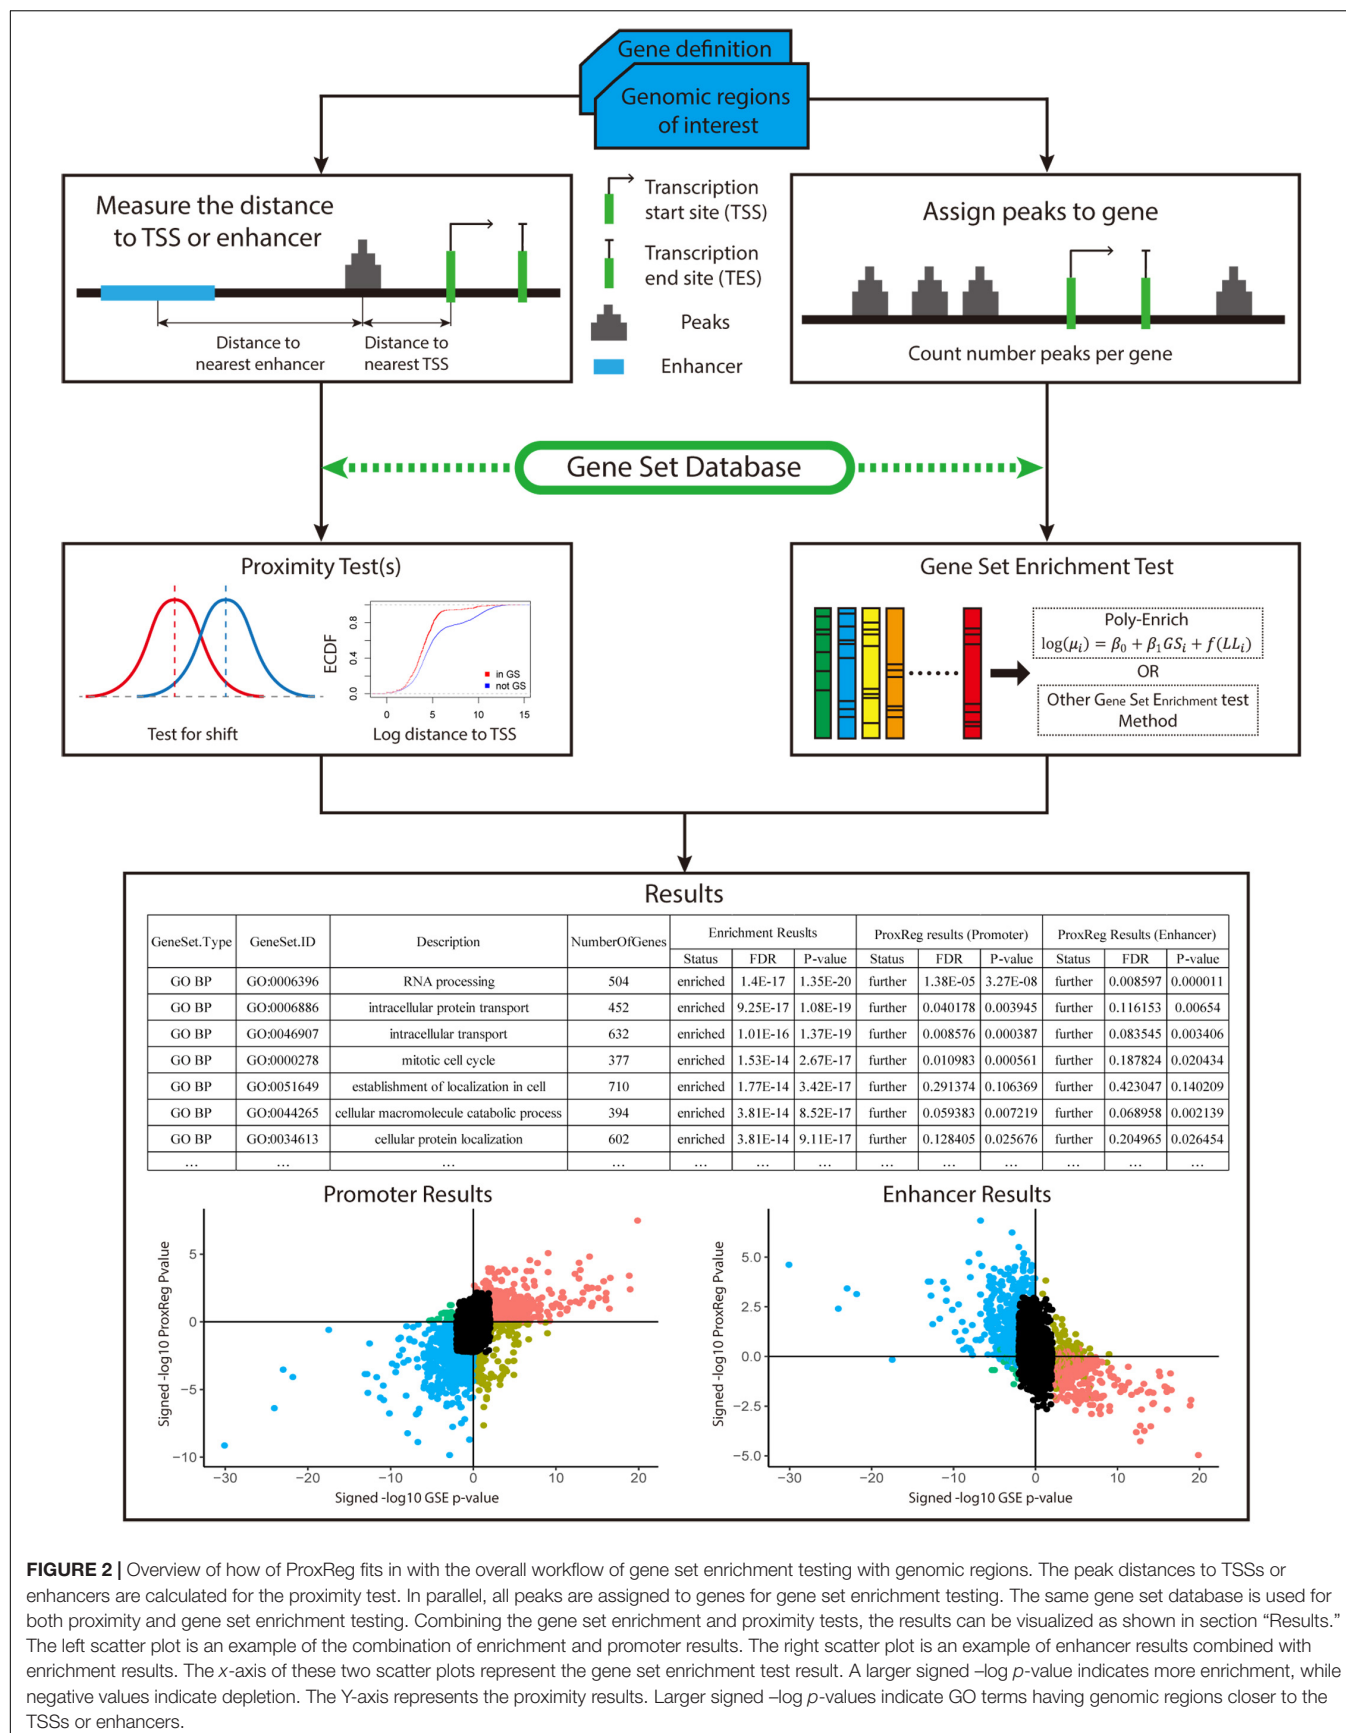 Gene definition
Genomic regions
of interest
Measure the distance
to TSS or enhancer
Distance to
nearest enhancer
Distance to
nearest TSS
Transcription
start site (TSS)
Transcription
end site (TES)
Peaks
Enhancer
Assign peaks to gene
Count number peaks per gene
Gene Set Database
Proximity Test(s)
Test for shift
ECDF
0.0
0.4
0.8
in GS
not GS
0 5 10 15
Log distance to TSS
Gene Set Enrichment Test
Poly-Enrich
log(μᵢ) = β₀ + β₁GSᵢ + f(LLᵢ)
OR
Other Gene Set Enrichment test
Method
Results
GeneSet.Type GeneSet.ID Description NumberOfGenes Enrichment Reuslts ProxReg results (Promoter) ProxReg Results (Enhancer)
Status FDR P-value Status FDR P-value Status FDR P-value
GO BP GO:0006396 RNA processing 504 enriched 1.4E-17 1.35E-20 further 1.38E-05 3.27E-08 further 0.008597 0.000011
GO BP GO:0006886 intracellular protein transport 452 enriched 9.25E-17 1.08E-19 further 0.040178 0.003945 further 0.116153 0.00654
GO BP GO:0046907 intracellular transport 632 enriched 1.01E-16 1.37E-19 further 0.008576 0.000387 further 0.083545 0.003406
GO BP GO:0000278 mitotic cell cycle 377 enriched 1.53E-14 2.67E-17 further 0.010983 0.000561 further 0.187824 0.020434
GO BP GO:0051649 establishment of localization in cell 710 enriched 1.77E-14 3.42E-17 further 0.291374 0.106369 further 0.423047 0.140209
GO BP GO:0044265 cellular macromolecule catabolic process 394 enriched 3.81E-14 8.52E-17 further 0.059383 0.007219 further 0.068958 0.002139
GO BP GO:0034613 cellular protein localization 602 enriched 3.81E-14 9.11E-17 further 0.128405 0.025676 further 0.204965 0.026454
... ... ... ... ... ... ... ... ... ... ... ... ...
Promoter Results
Signed -log10 ProxReg Pvalue
5
0
−5
−10
−30 −20 −10 0 10 20
Signed -log10 GSE p-value
Enhancer Results
Signed -log10 ProxReg Pvalue
5.0
2.5
0.0
−2.5
−5.0
−30 −20 −10 0 10 20
Signed -log10 GSE p-value
FIGURE 2 | Overview of how of ProxReg fits in with the overall workflow of gene set enrichment testing with genomic regions. The peak distances to TSSs or
enhancers are calculated for the proximity test. In parallel, all peaks are assigned to genes for gene set enrichment testing. The same gene set database is used for
both proximity and gene set enrichment testing. Combining the gene set enrichment and proximity tests, the results can be visualized as shown in section “Results.”
The left scatter plot is an example of the combination of enrichment and promoter results. The right scatter plot is an example of enhancer results combined with
enrichment results. The x-axis of these two scatter plots represent the gene set enrichment test result. A larger signed –log p-value indicates more enrichment, while
negative values indicate depletion. The Y-axis represents the proximity results. Larger signed –log p-values indicate GO terms having genomic regions closer to the
TSSs or enhancers.